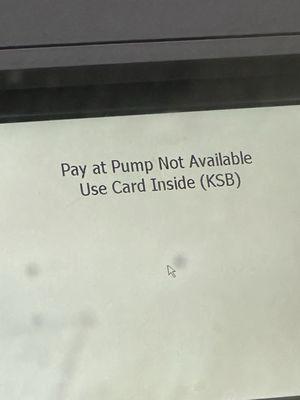 Pay at Pump Not Available
Use Card Inside (KSB)